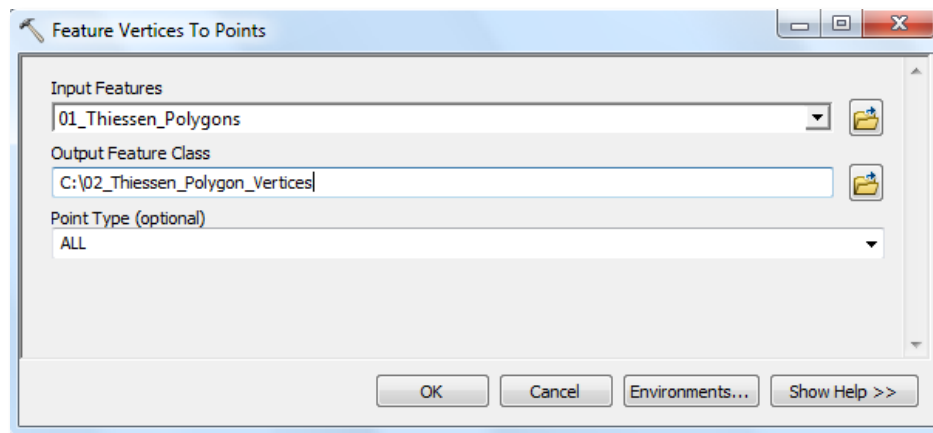 Feature Vertices To Points
Input Features
01_Thiessen_Polygons
Output Feature Class
C:\02_Thiessen_Polygon_Vertices
Point Type (optional)
ALL
OK Cancel Environments... Show Help >>